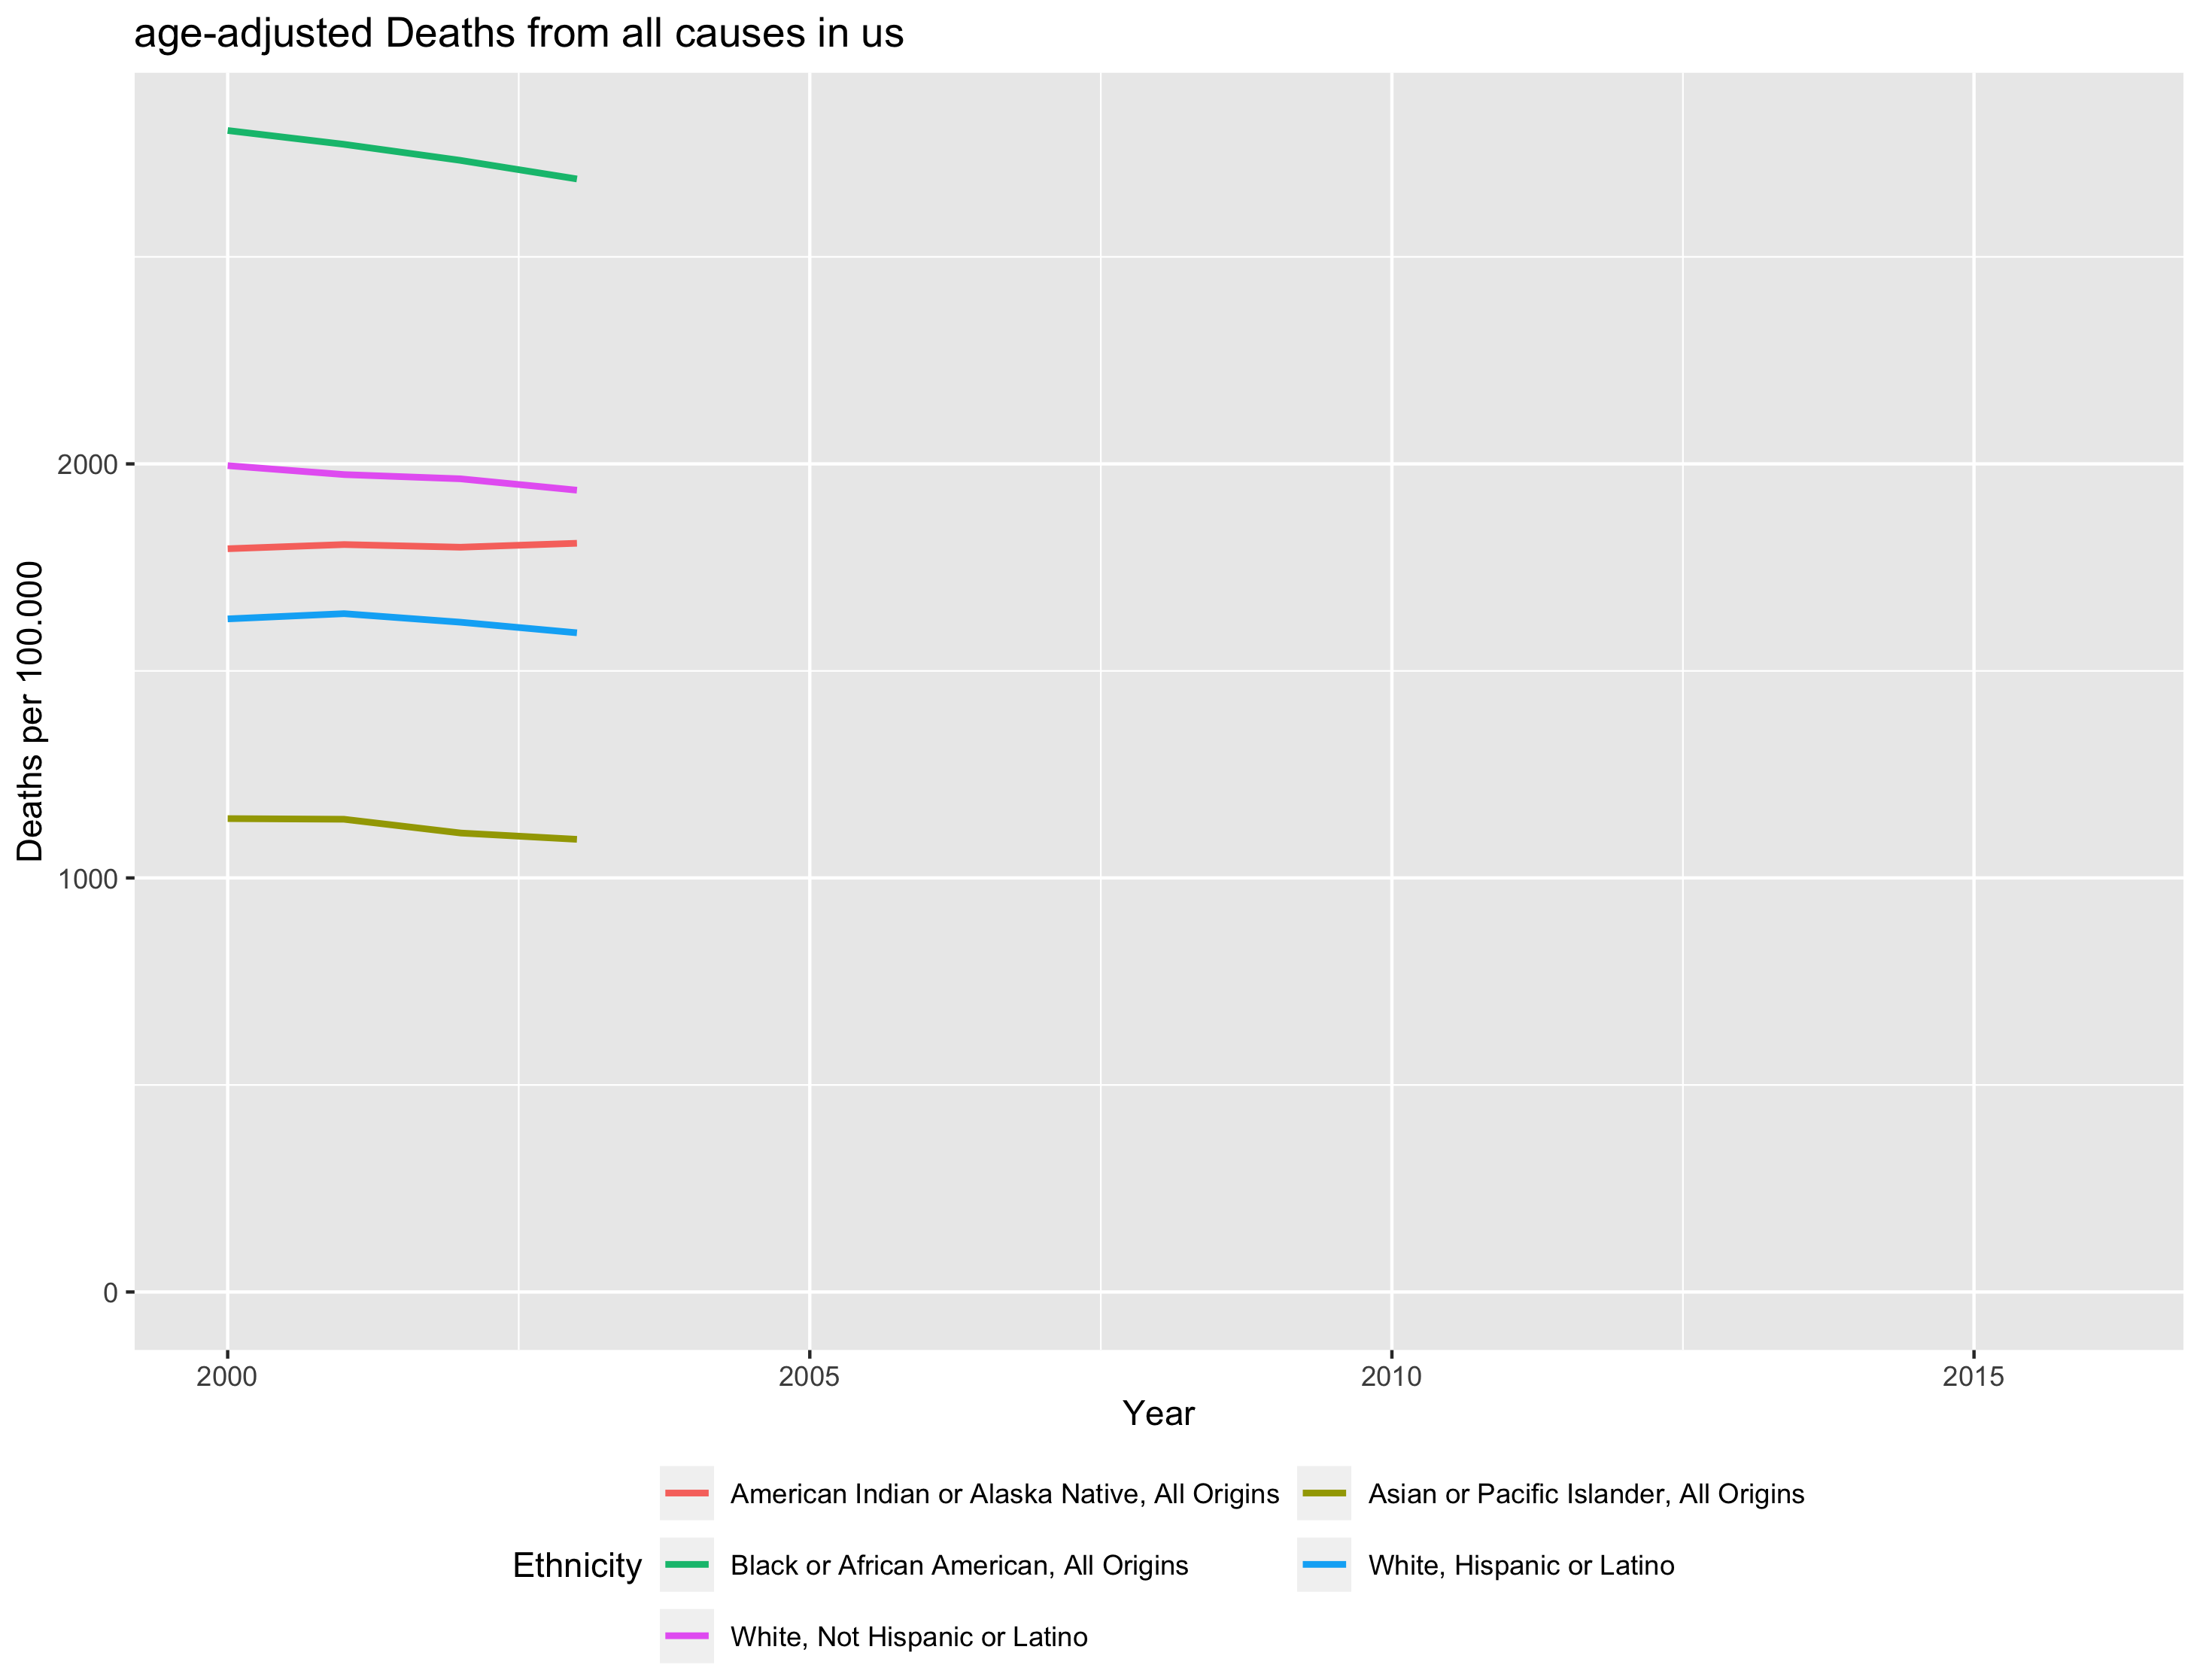 age-adjusted Deaths from all causes in us
Deaths per 100.000
2000
1000
0
2000 2005 2010 2015
Year
Ethnicity
American Indian or Alaska Native, All Origins
Asian or Pacific Islander, All Origins
Black or African American, All Origins
White, Hispanic or Latino
White, Not Hispanic or Latino